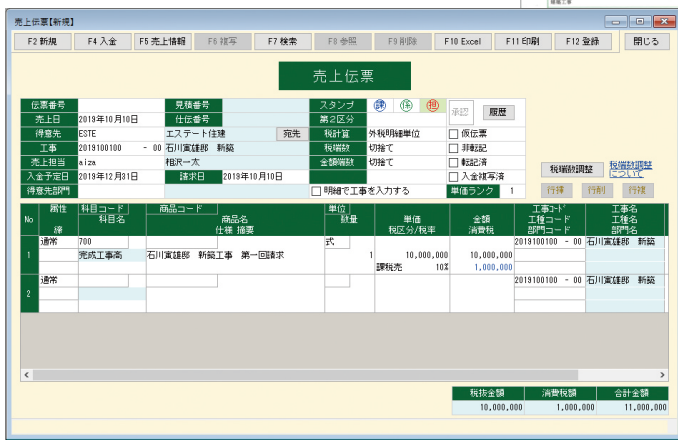 売上伝票【新規】
F2 新規 F4 入金 F5 売上情報 F6 複写 F7 検索 F8 参照 F9 削除 F10 Excel F11 印刷 F12 登録 閉じる
売上伝票
伝票番号 見積番号 スタンプ 課 係 担 承認 履歴
売上日 2019年10月10日 仕伝番号 第2区分
得意先 ESTE エステート住建 宛先 税計算 外税明細単位 仮伝票
工事 2019100100 - 00 石川寅雄邸 新築 税端数 切捨て 非転記
売上担当 aiza 相沢一太 金額端数 切捨て 転記済
入金予定日 2019年12月31日 請求日 2019年10月10日 入金複写済 税端数調整 税端数調整について
得意先部門 明細で工事を入力する 単価ランク 1 行挿 行削 行複
No 属性 科目コード 商品コード 単位 工事コード 工事名
科目名 商品名 数量 単価 金額 工種コード 工種名
締 仕様 摘要 税区分/税率 消費税 部門コード 部門名
1 通常 700 式 2019100100 - 00 石川寅雄邸 新築
完成工事高 石川寅雄邸 新築工事 第一回請求 1 10,000,000 10,000,000
課税売 10% 1,000,000
2 通常 2019100100 - 00 石川寅雄邸 新築
税抜金額 消費税額 合計金額
10,000,000 1,000,000 11,000,000